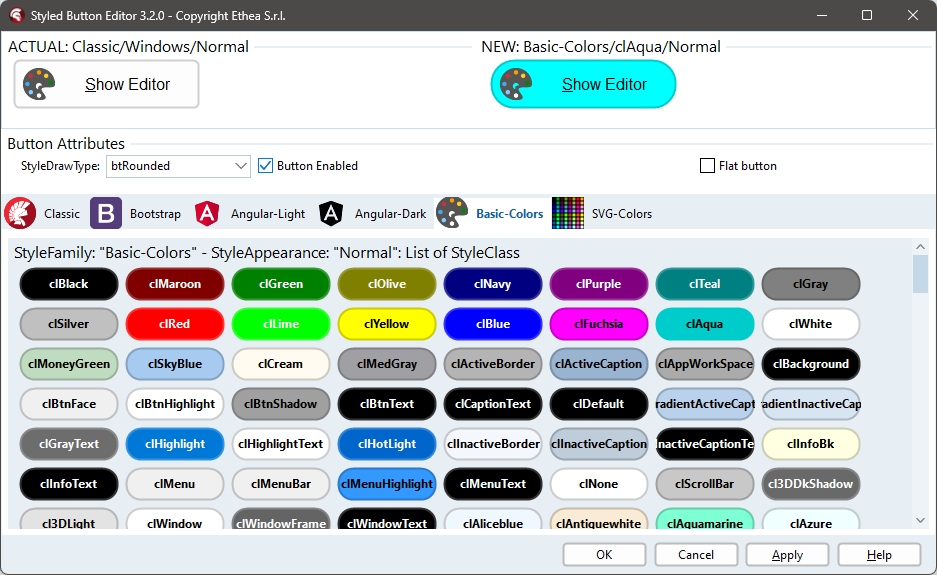 Styled Button Editor 3.2.0 - Copyright Ethea S.r.l.
ACTUAL: Classic/Windows/Normal
NEW: Basic-Colors/clAqua/Normal
Show Editor
Show Editor
Button Attributes
StyleDrawType: btRounded Button Enabled Flat button
Classic Bootstrap Angular-Light Angular-Dark Basic-Colors SVG-Colors
StyleFamily: "Basic-Colors" - StyleAppearance: "Normal": List of StyleClass
clBlack clMaroon clGreen clOlive clNavy clPurple clTeal clGray
clSilver clRed clLime clYellow clBlue clFuchsia clAqua clWhite
clMoneyGreen clSkyBlue clCream clMedGray clActiveBorder clActiveCaption clAppWorkSpace clBackground
clBtnFace clBtnHighlight clBtnShadow clBtnText clCaptionText clDefault radientActiveCapt adientInactiveCap
clGrayText clHighlight clHighlightText clHotLight clInactiveBorder clInactiveCaption InactiveCaptionTe clInfoBk
clInfoText clMenu clMenuBar clMenuHighlight clMenuText clNone clScrollBar cl3DDkShadow
cl3DLight clWindow clWindowFrame clWindowText clAliceblue clAntiquewhite clAquamarine clAzure
OK Cancel Apply Help